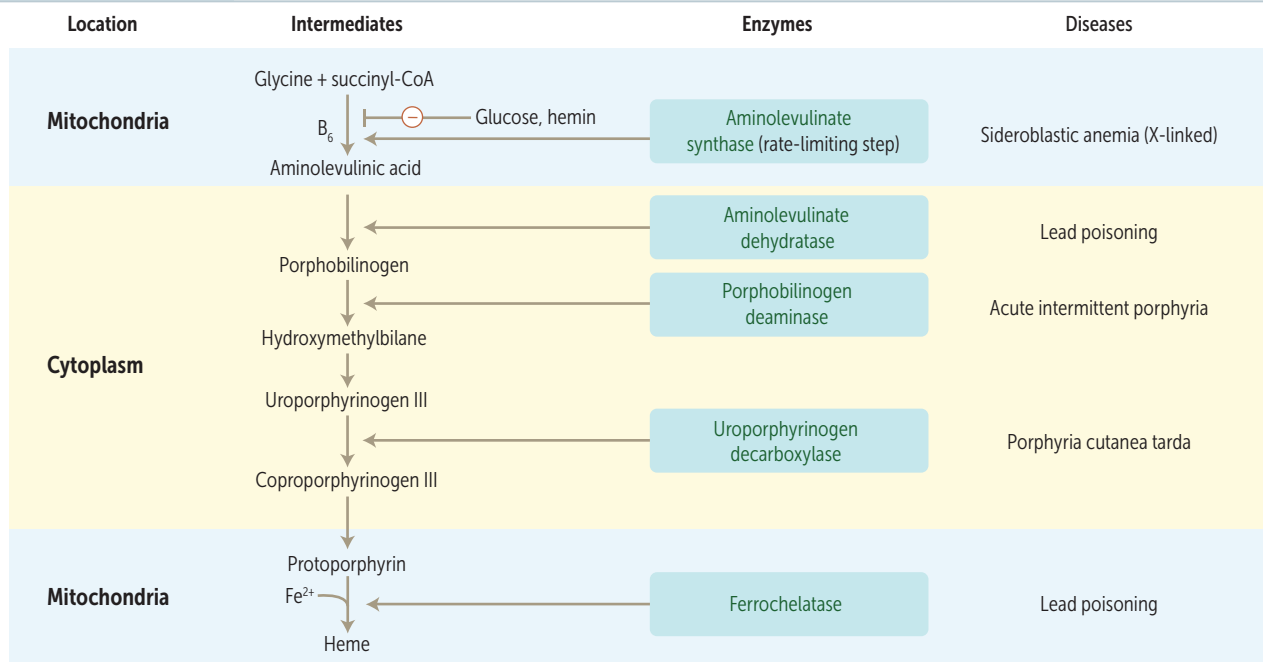 Location Intermediates Enzymes Diseases
Glycine + succinyl-CoA
Mitochondria
B₆
− Glucose, hemin
Aminolevulinate
synthase (rate-limiting step)
Sideroblastic anemia (X-linked)
Aminolevulinic acid
Aminolevulinate
dehydratase
Lead poisoning
Porphobilinogen
Porphobilinogen
deaminase
Acute intermittent porphyria
Hydroxymethylbilane
Cytoplasm
Uroporphyrinogen III
Uroporphyrinogen
decarboxylase
Porphyria cutanea tarda
Coproporphyrinogen III
Protoporphyrin
Mitochondria
Fe²⁺
Ferrochelatase
Lead poisoning
Heme